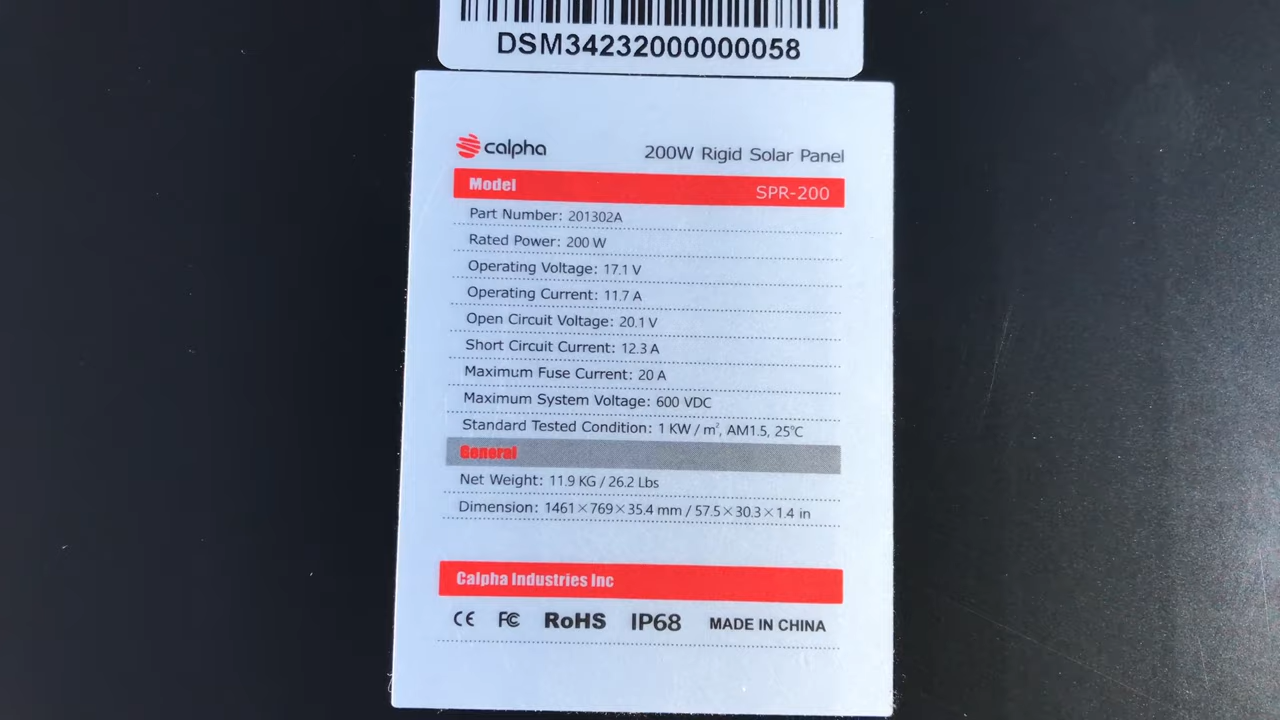 DSM34232000000058
calpha
200W Rigid Solar Panel
Model SPR-200
Part Number: 201302A
Rated Power: 200 W
Operating Voltage: 17.1 V
Operating Current: 11.7 A
Open Circuit Voltage: 20.1 V
Short Circuit Current: 12.3 A
Maximum Fuse Current: 20 A
Maximum System Voltage: 600 VDC
Standard Tested Condition: 1 KW / m², AM1.5, 25℃
General
Net Weight: 11.9 KG / 26.2 Lbs
Dimension: 1461×769×35.4 mm / 57.5×30.3×1.4 in
Calpha Industries Inc
CE FC RoHS IP68 MADE IN CHINA